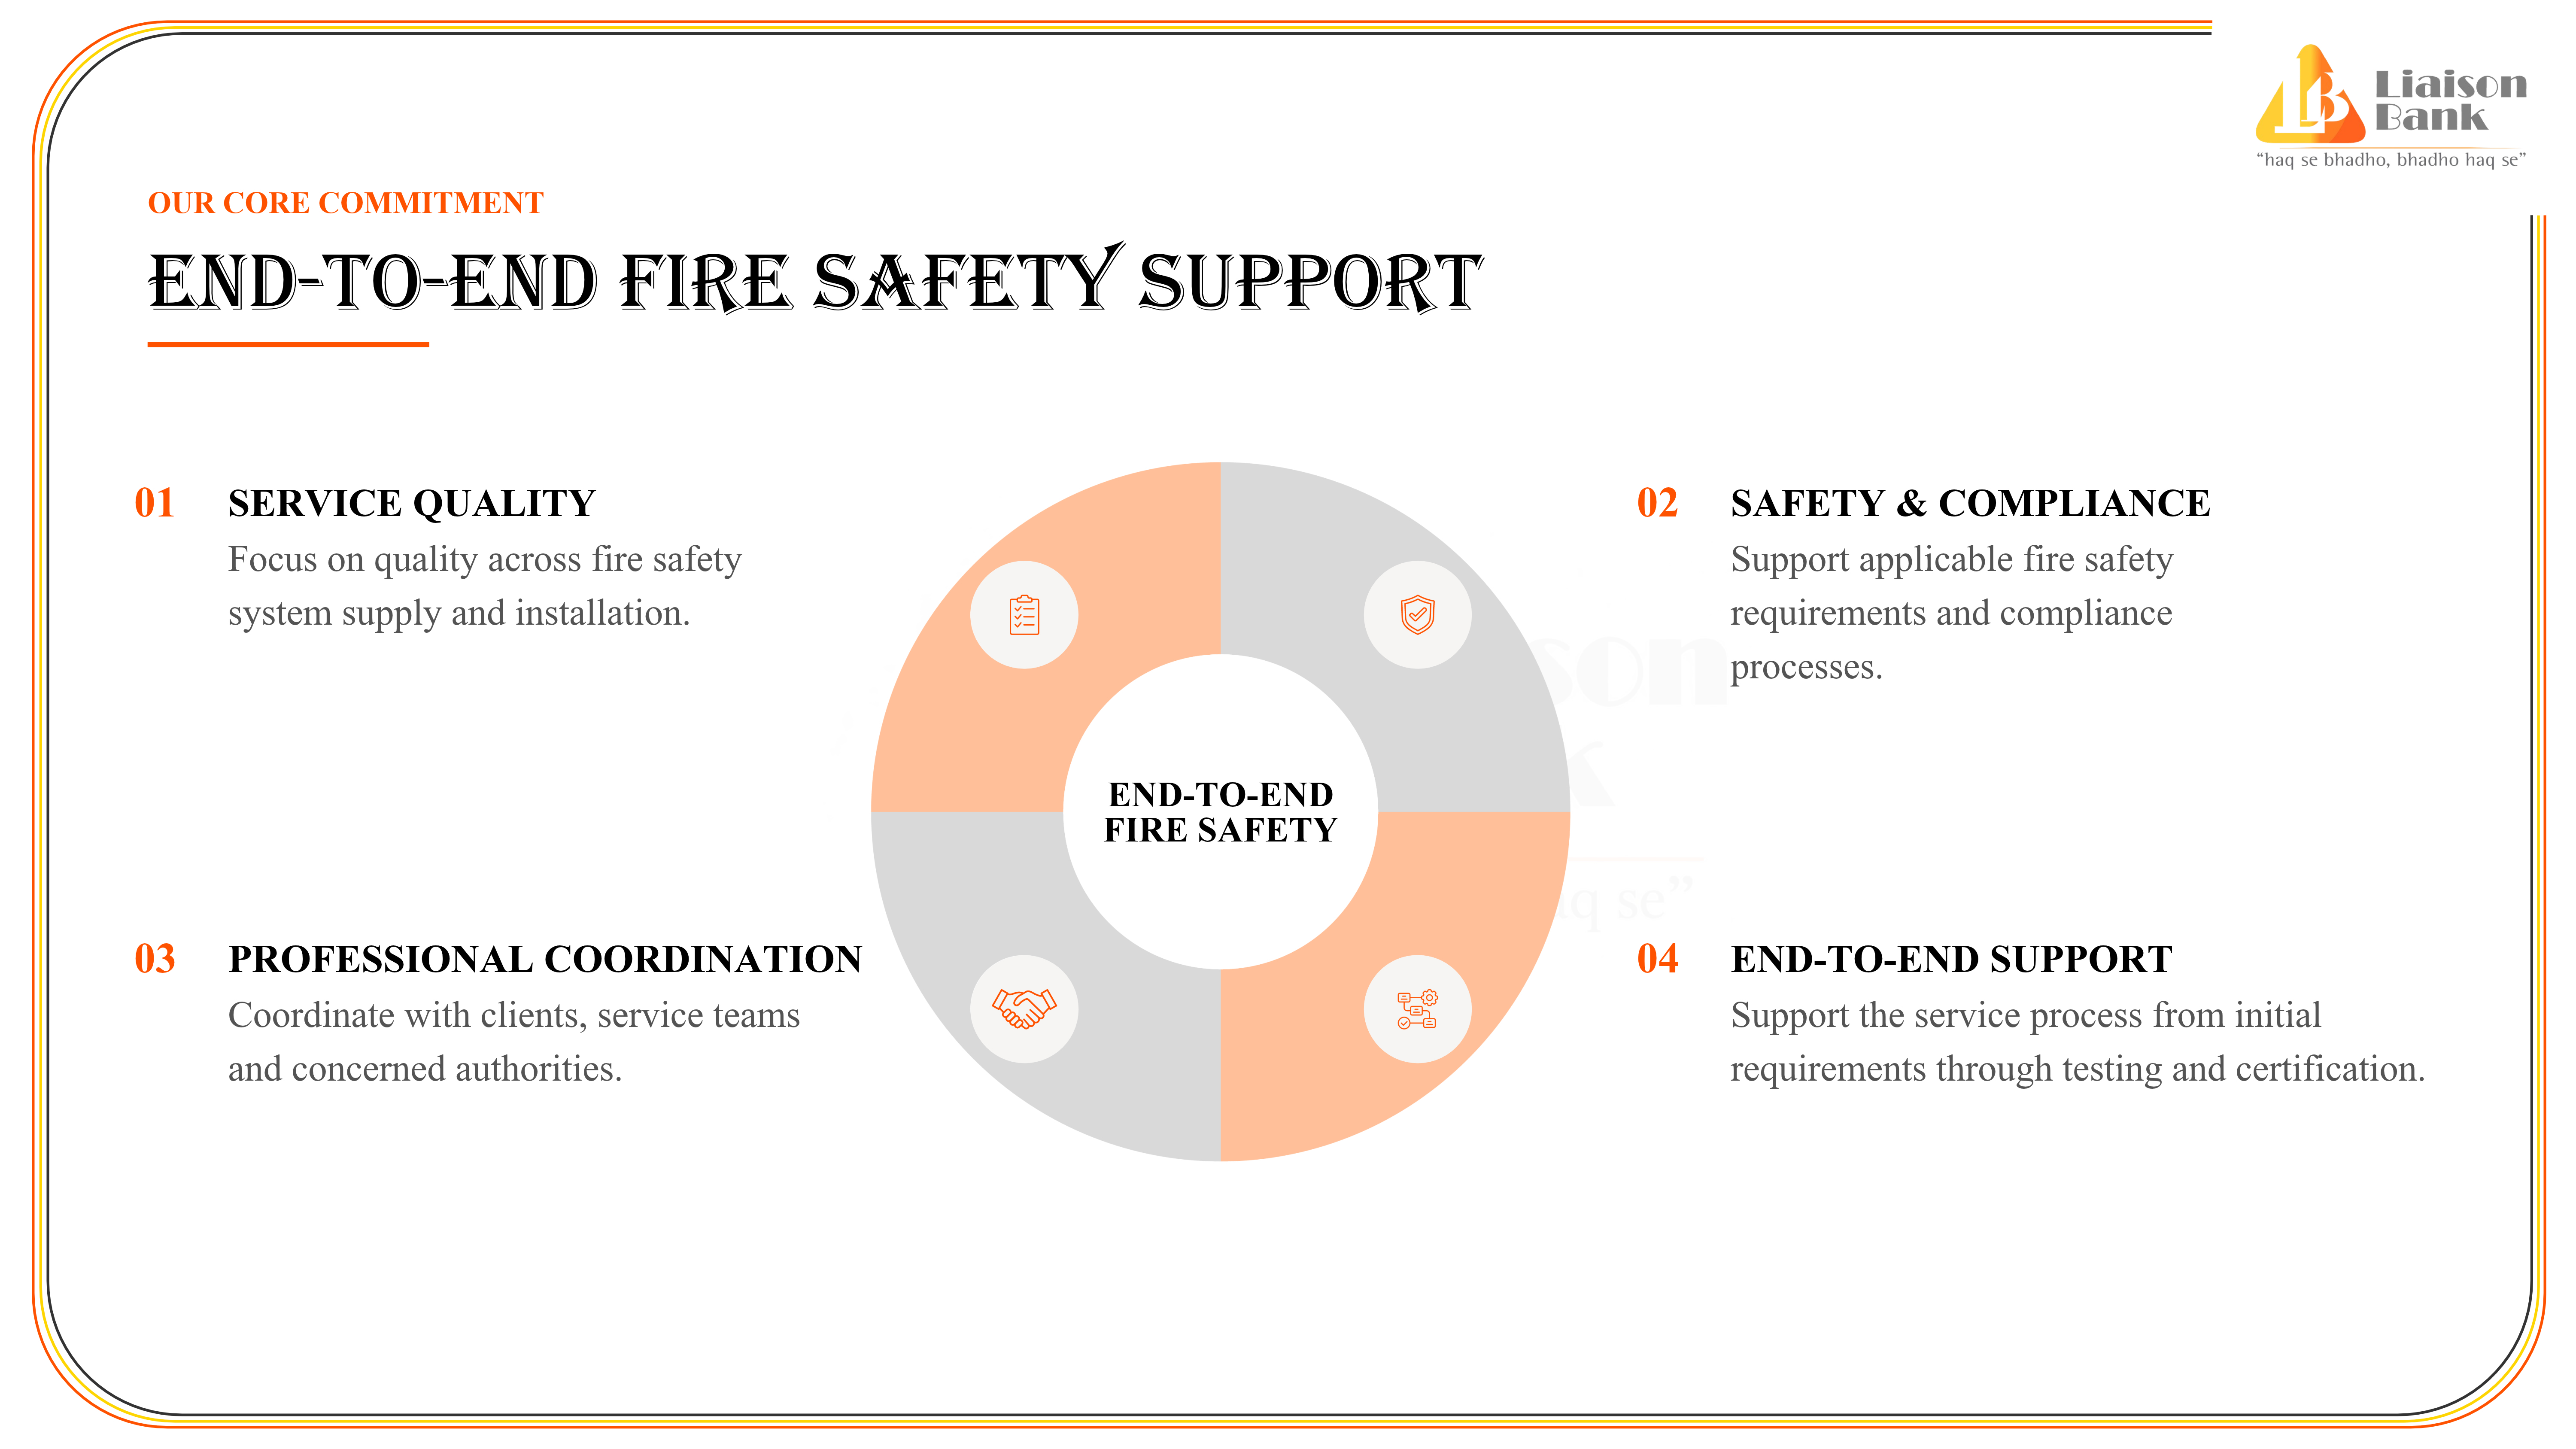 Liaison
Bank
“haq se bhadho, bhadho haq se”
OUR CORE COMMITMENT
END-TO-END FIRE SAFETY SUPPORT
01
SERVICE QUALITY
Focus on quality across fire safety
system supply and installation.
02
SAFETY & COMPLIANCE
Support applicable fire safety
requirements and compliance
processes.
END-TO-END
FIRE SAFETY
03
PROFESSIONAL COORDINATION
Coordinate with clients, service teams
and concerned authorities.
04
END-TO-END SUPPORT
Support the service process from initial
requirements through testing and certification.